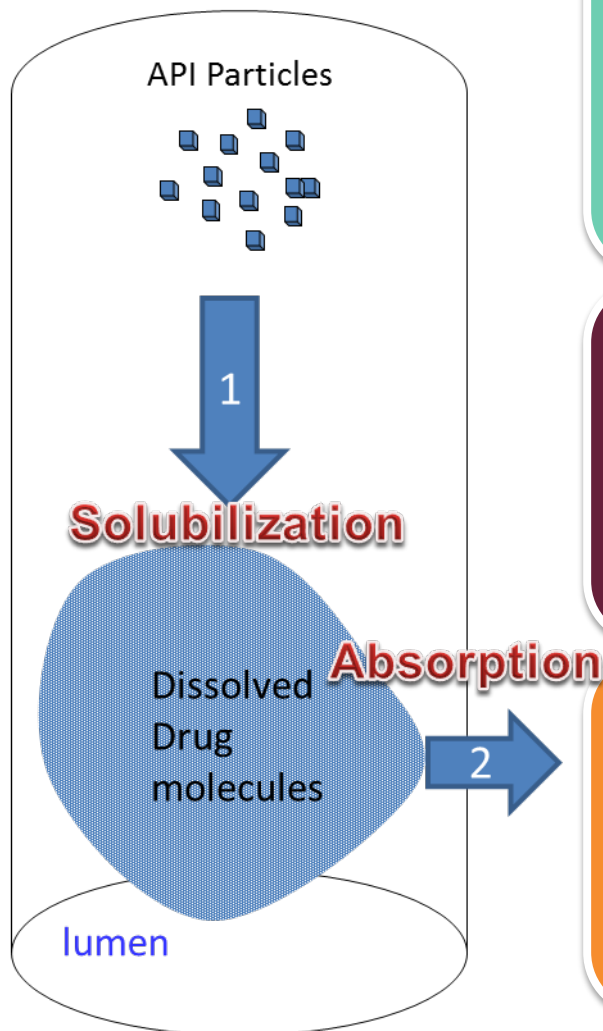 API Particles
1
Solubilization
Absorption
Dissolved
Drug
molecules
2
lumen